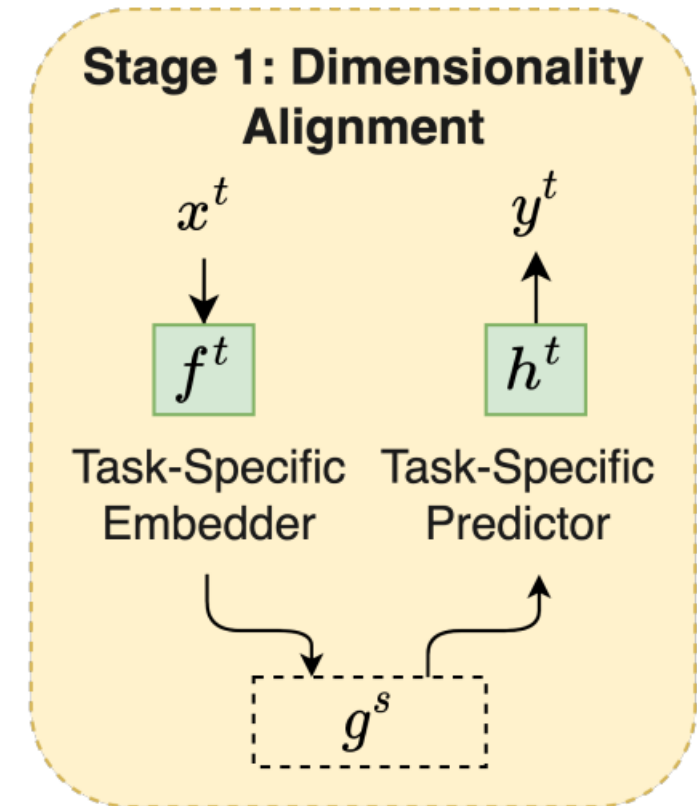 Stage 1: Dimensionality
Alignment
x^t
y^t
f^t
h^t
Task-Specific
Embedder
Task-Specific
Predictor
g^s